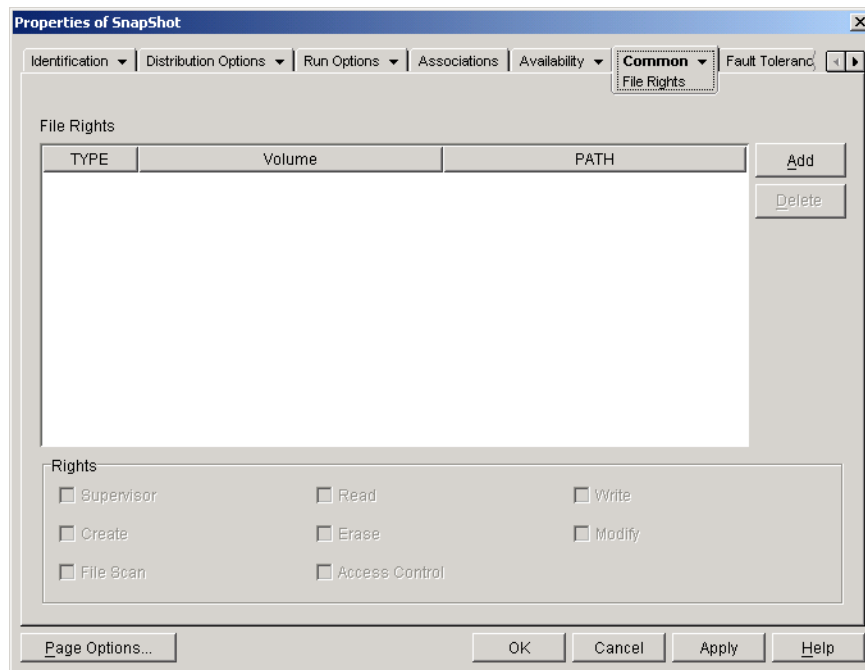 Properties of SnapShot
Identification Distribution Options Run Options Associations Availability Common Fault Toleranc
File Rights
File Rights
TYPE Volume PATH Add
Delete
Rights
Supervisor Read Write
Create Erase Modify
File Scan Access Control
Page Options... OK Cancel Apply Help